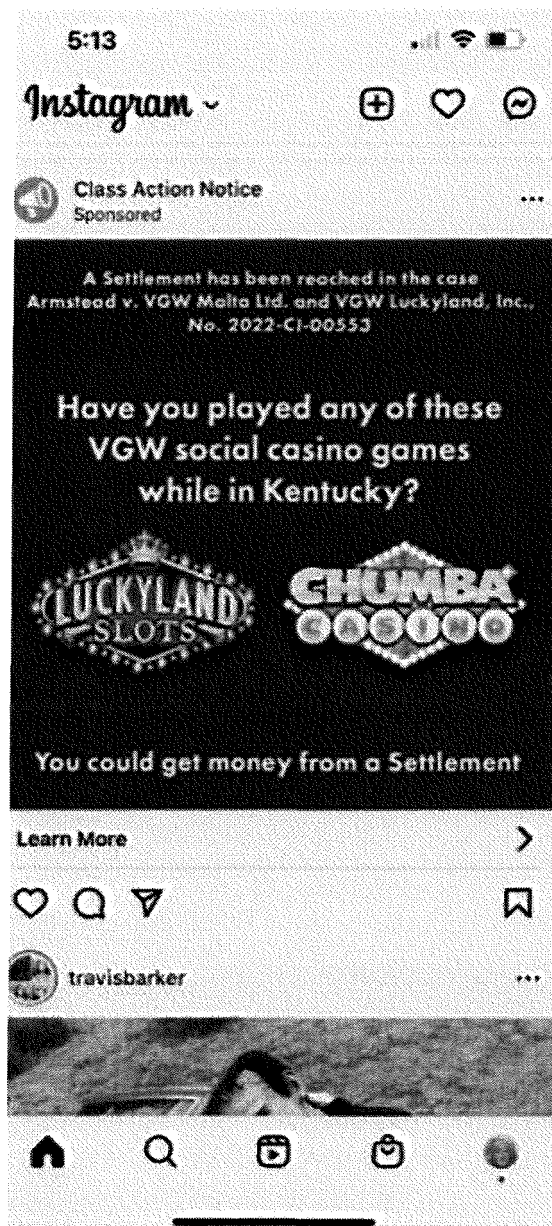 5:13
Instagram
Class Action Notice
Sponsored
A Settlement has been reached in the case
Armstead v. VGW Malta Ltd. and VGW Luckyland, Inc.,
No. 2022-CI-00553
Have you played any of these
VGW social casino games
while in Kentucky?
LUCKYLAND
SLOTS
CHUMBA
CASINO
You could get money from a Settlement
Learn More
travisbarker